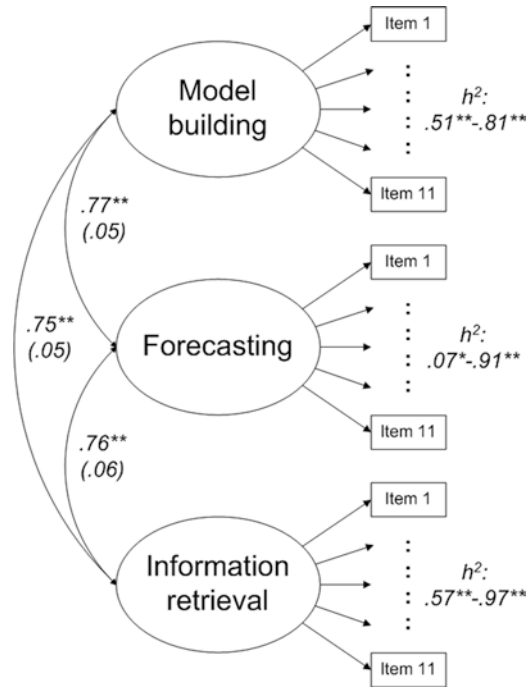 Item 1
Model
building
h²:
.51**-.81**
Item 11
.77**
(.05)
Item 1
.75**
(.05)
Forecasting
h²:
.07*-.91**
Item 11
.76**
(.06)
Item 1
Information
retrieval
h²:
.57**-.97**
Item 11